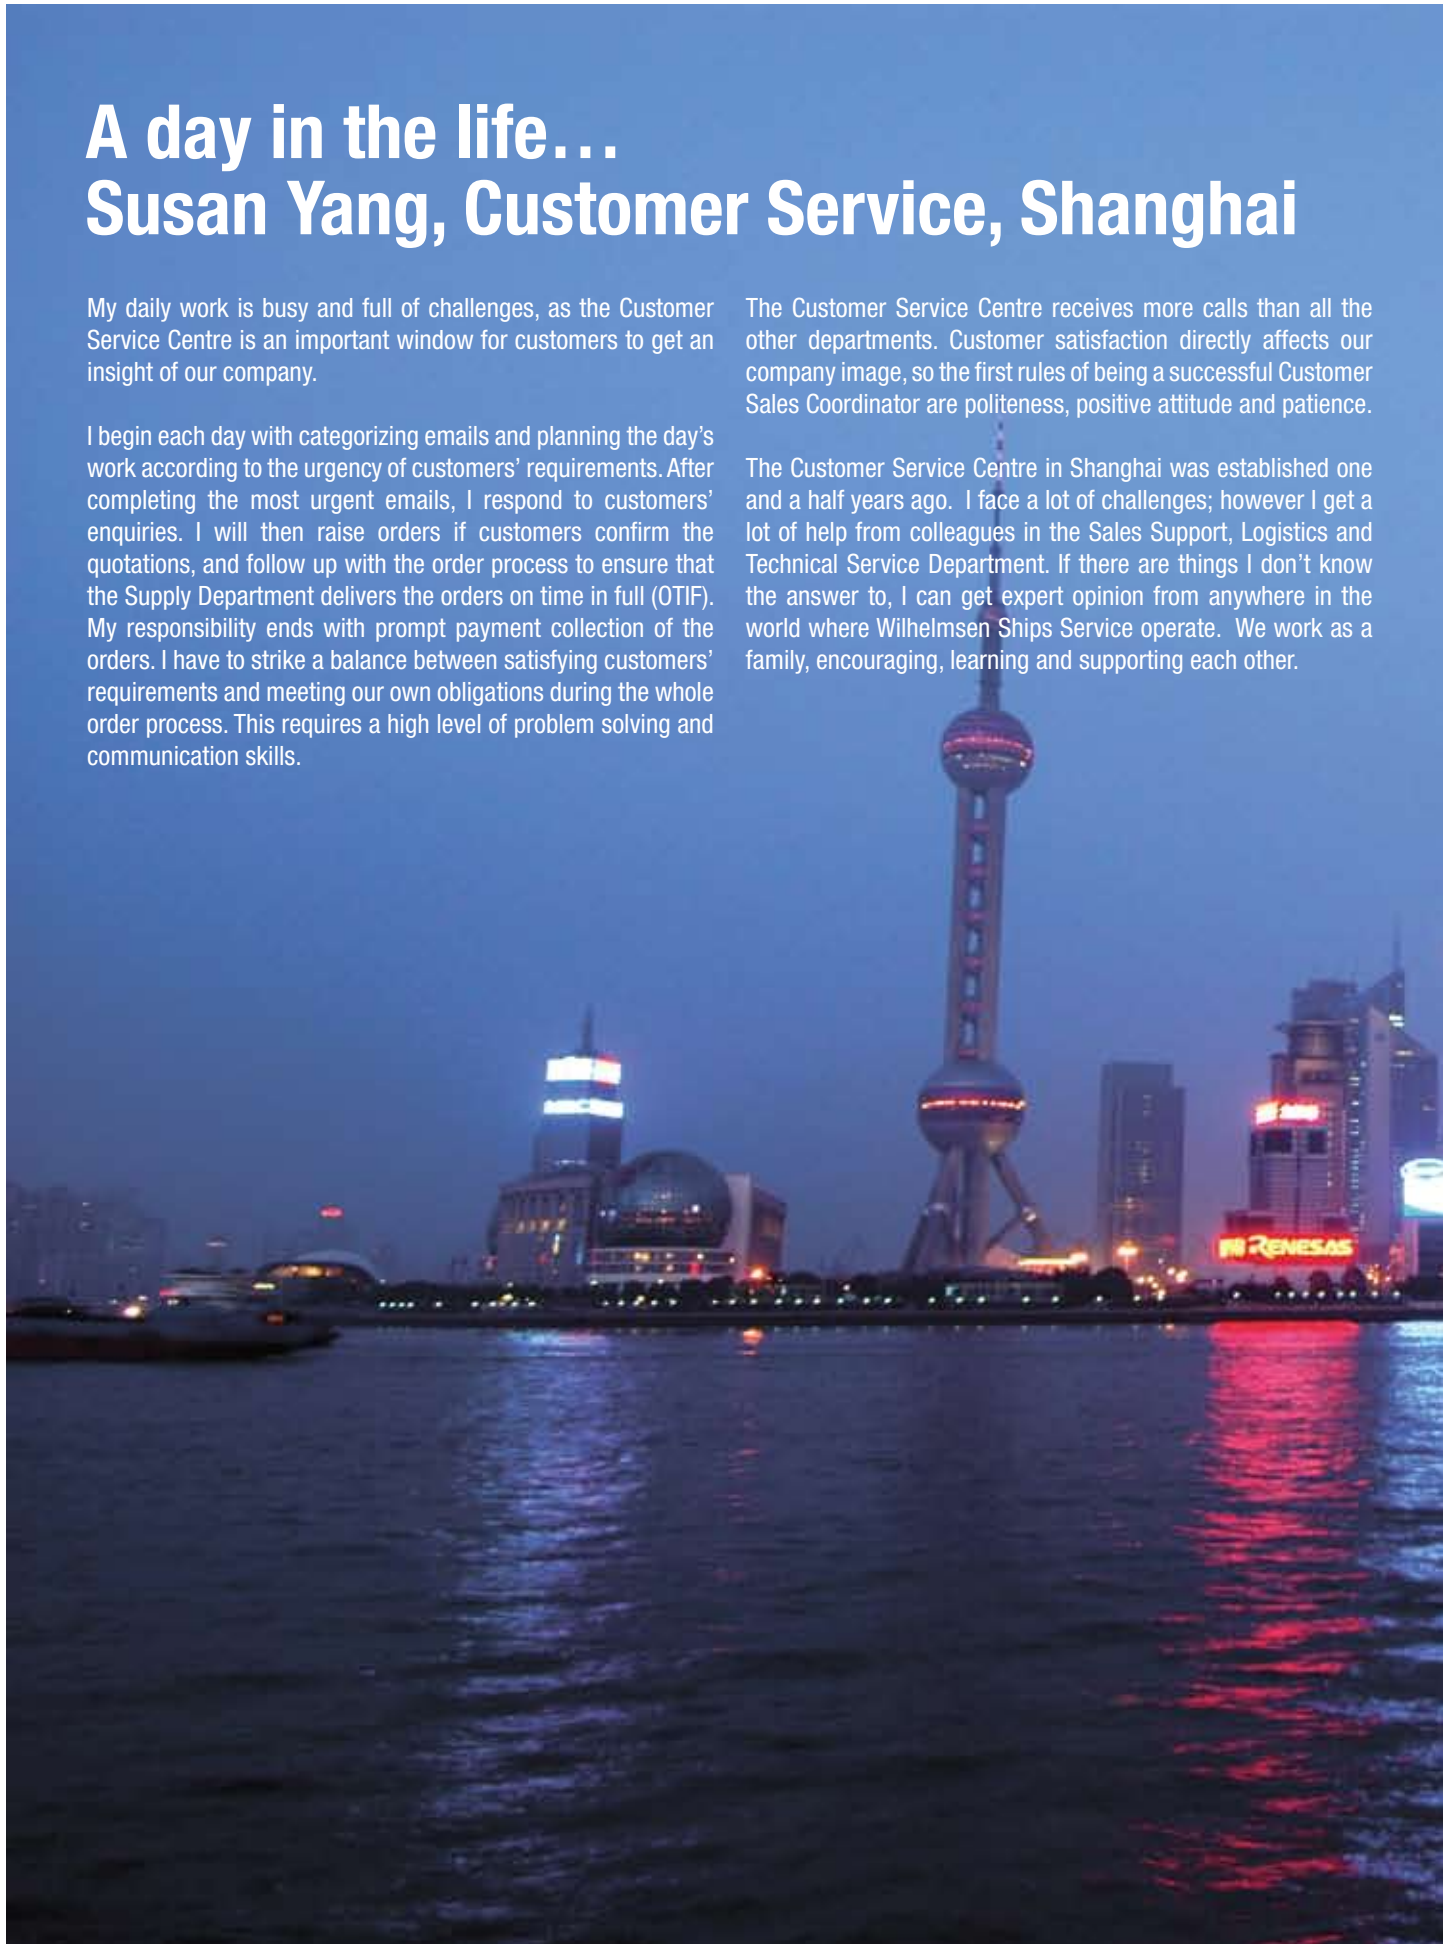 A day in the life…
Susan Yang, Customer Service, Shanghai
My daily work is busy and full of challenges, as the Customer
Service Centre is an important window for customers to get an
insight of our company.
I begin each day with categorizing emails and planning the day's
work according to the urgency of customers' requirements. After
completing the most urgent emails, I respond to customers'
enquiries. I will then raise orders if customers confirm the
quotations, and follow up with the order process to ensure that
the Supply Department delivers the orders on time in full (OTIF).
My responsibility ends with prompt payment collection of the
orders. I have to strike a balance between satisfying customers'
requirements and meeting our own obligations during the whole
order process. This requires a high level of problem solving and
communication skills.
The Customer Service Centre receives more calls than all the
other departments. Customer satisfaction directly affects our
company image, so the first rules of being a successful Customer
Sales Coordinator are politeness, positive attitude and patience.
The Customer Service Centre in Shanghai was established one
and a half years ago.  I face a lot of challenges; however I get a
lot of help from colleagues in the Sales Support, Logistics and
Technical Service Department. If there are things I don't know
the answer to, I can get expert opinion from anywhere in the
world where Wilhelmsen Ships Service operate.  We work as a
family, encouraging, learning and supporting each other.
RENESAS